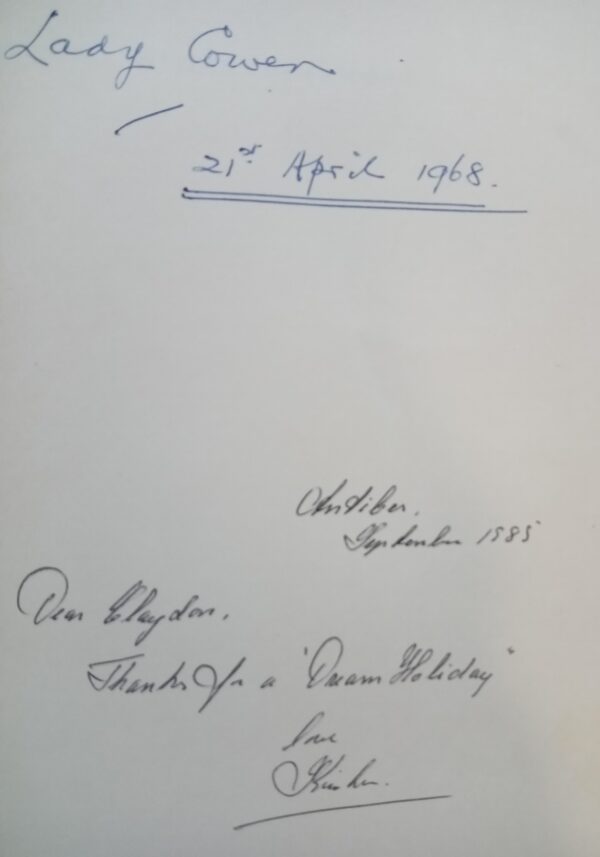 Lady Cowen
21st April 1968.
Antibes.
September 1985
Dear Claydon,
Thanks for a 'Dream Holiday"
love